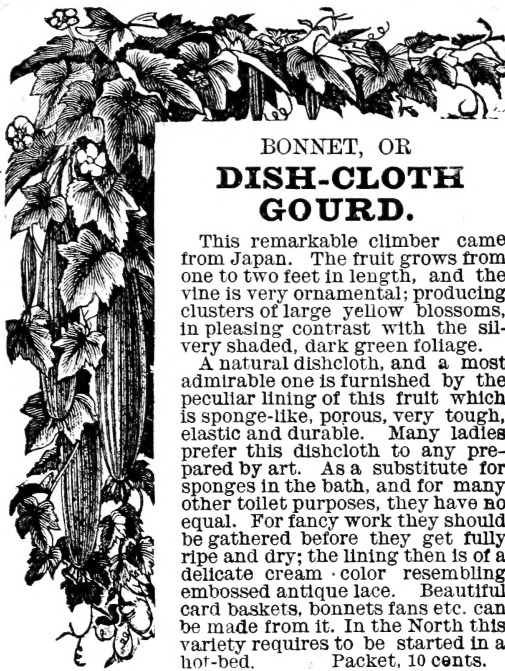 BONNET, OR
DISH-CLOTH
GOURD.
This remarkable climber came
from Japan. The fruit grows from
one to two feet in length, and the
vine is very ornamental; producing
clusters of large yellow blossoms,
in pleasing contrast with the sil-
very shaded, dark green foliage.
A natural dishcloth, and a most
admirable one is furnished by the
peculiar lining of this fruit which
is sponge-like, porous, very tough,
elastic and durable. Many ladies
prefer this dishcloth to any pre-
pared by art. As a substitute for
sponges in the bath, and for many
other toilet purposes, they have no
equal. For fancy work they should
be gathered before they get fully
ripe and dry; the lining then is of a
delicate cream color resembling
embossed antique lace. Beautiful
card baskets, bonnets fans etc. can
be made from it. In the North this
variety requires to be started in a
hot-bed. Packet, 10 cents.